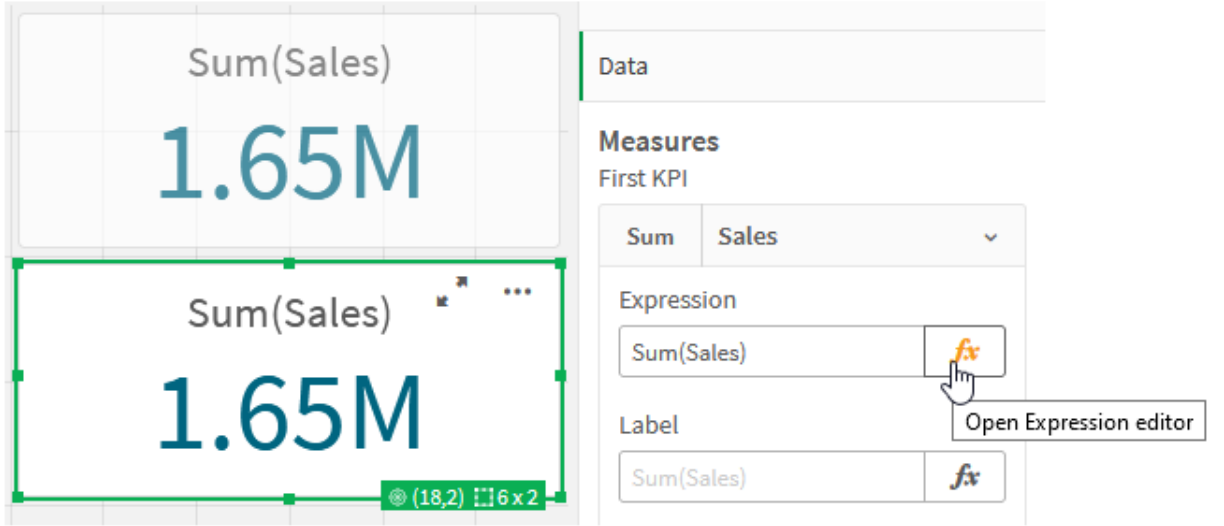 Sum(Sales)
1.65M
Sum(Sales)
1.65M
(18,2) 6 x 2
Data
Measures
First KPI
Sum Sales
Expression
Sum(Sales) fx
Open Expression editor
Label
Sum(Sales) fx